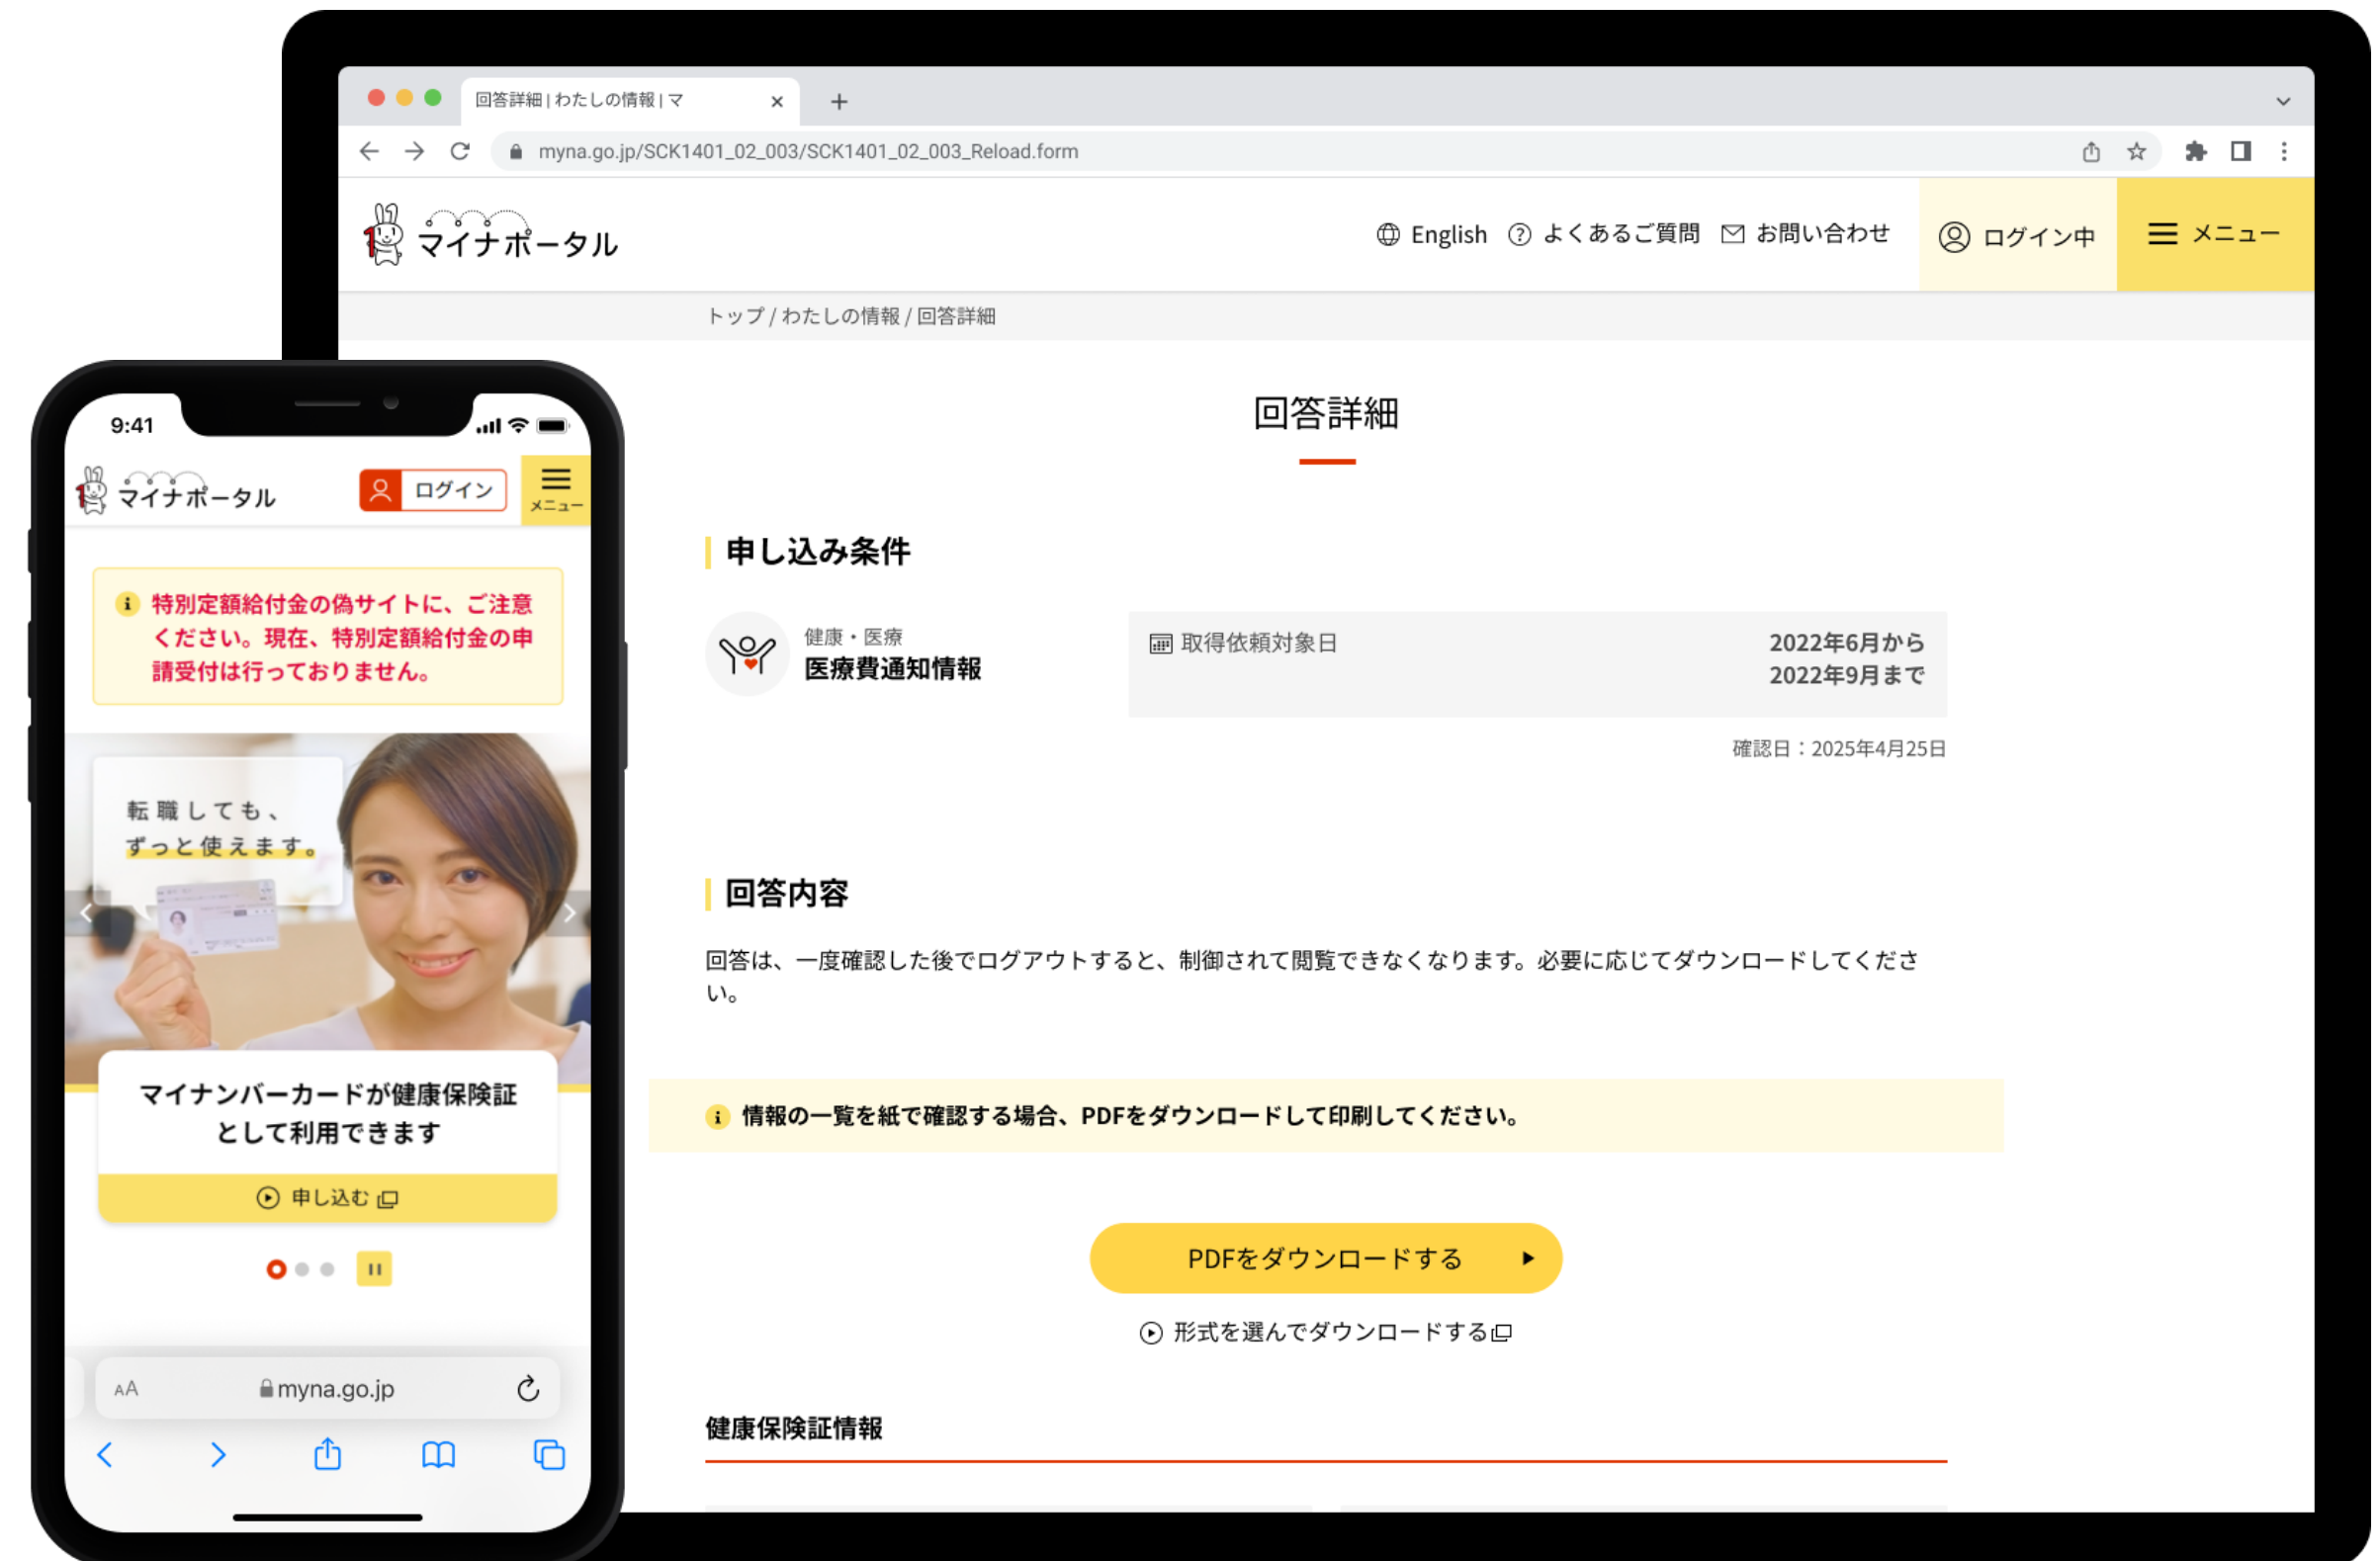 回答詳細 | わたしの情報 | マ
myna.go.jp/SCK1401_02_003/SCK1401_02_003_Reload.form
マイナポータル
English
よくあるご質問
お問い合わせ
ログイン中
メニュー
トップ / わたしの情報 / 回答詳細
回答詳細
申し込み条件
健康・医療
医療費通知情報
取得依頼対象日
2022年6月から
2022年9月まで
確認日：2025年4月25日
回答内容
回答は、一度確認した後でログアウトすると、制御されて閲覧できなくなります。必要に応じてダウンロードしてくださ
い。
情報の一覧を紙で確認する場合、PDFをダウンロードして印刷してください。
PDFをダウンロードする
形式を選んでダウンロードする
健康保険証情報
9:41
マイナポータル
ログイン
メニュー
特別定額給付金の偽サイトに、ご注意
ください。現在、特別定額給付金の申
請受付は行っておりません。
転職しても、
ずっと使えます。
マイナンバーカードが健康保険証
として利用できます
申し込む
AA
myna.go.jp